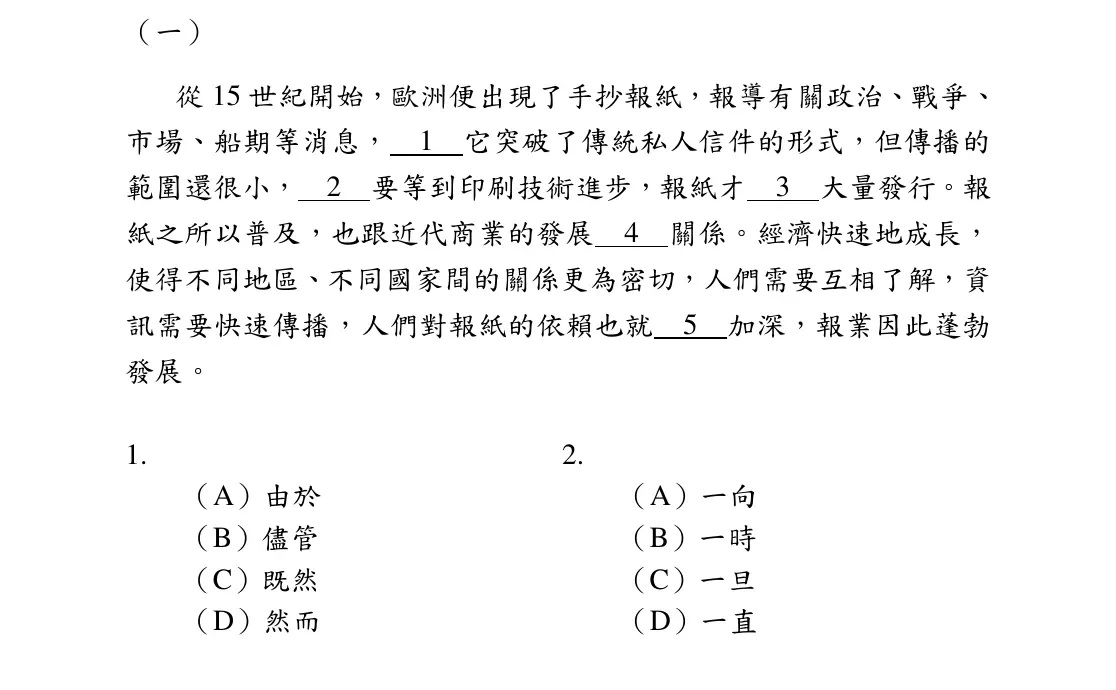 （一）
從 15 世紀開始，歐洲便出現了手抄報紙，報導有關政治、戰爭、
市場、船期等消息，　1　它突破了傳統私人信件的形式，但傳播的
範圍還很小，　2　要等到印刷技術進步，報紙才　3　大量發行。報
紙之所以普及，也跟近代商業的發展　4　關係。經濟快速地成長，
使得不同地區、不同國家間的關係更為密切，人們需要互相了解，資
訊需要快速傳播，人們對報紙的依賴也就　5　加深，報業因此蓬勃
發展。
1.
（A）由於
（B）儘管
（C）既然
（D）然而
2.
（A）一向
（B）一時
（C）一旦
（D）一直